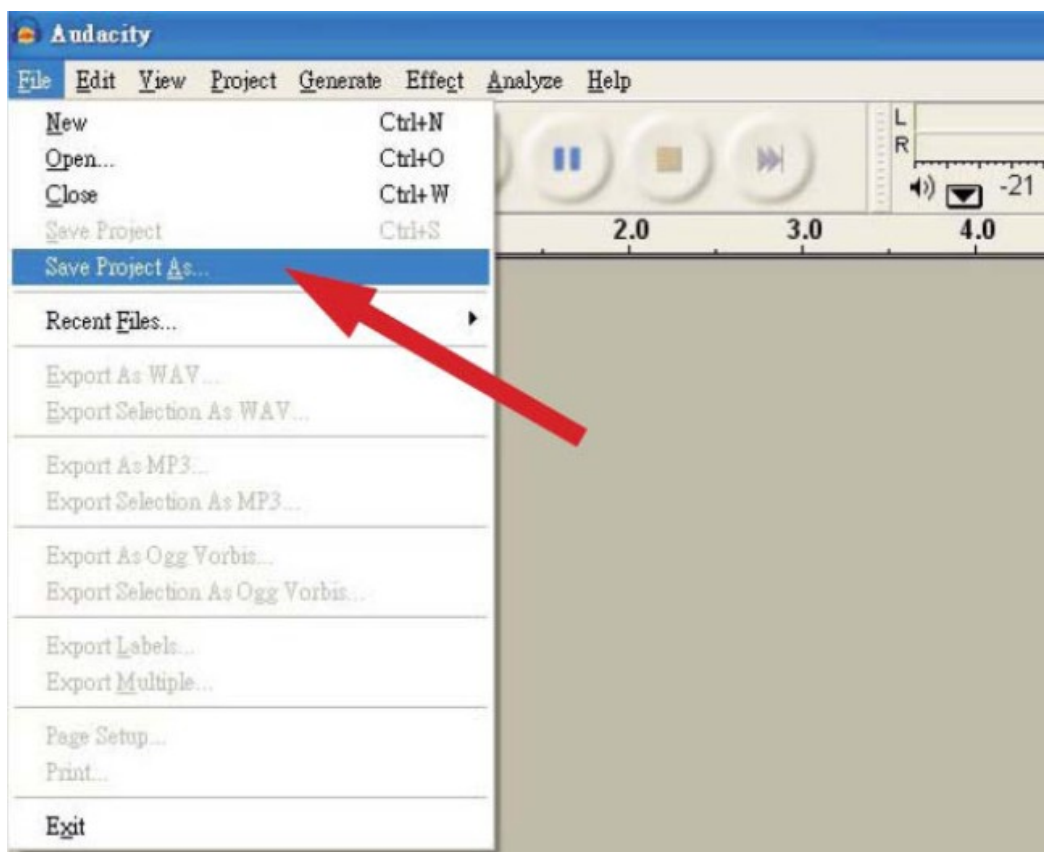 Audacity
File Edit View Project Generate Effect Analyze Help
New Ctrl+N
Open... Ctrl+O
Close Ctrl+W
Save Project Ctrl+S
Save Project As...
Recent Files...
Export As WAV...
Export Selection As WAV...
Export As MP3...
Export Selection As MP3...
Export As Ogg Vorbis...
Export Selection As Ogg Vorbis...
Export Labels...
Export Multiple...
Page Setup...
Print...
Exit
L
R
-21
2.0 3.0 4.0